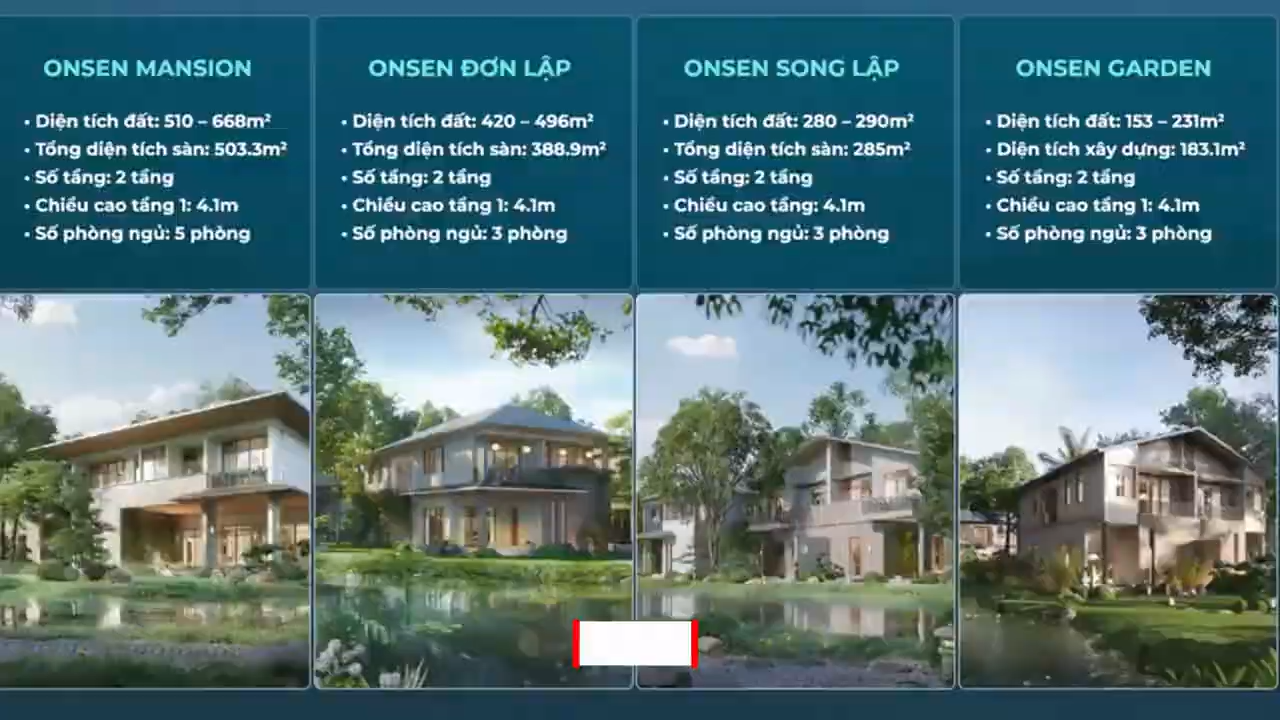 ONSEN MANSION
• Diện tích đất: 510 – 668m²
• Tổng diện tích sàn: 503.3m²
• Số tầng: 2 tầng
• Chiều cao tầng 1: 4.1m
• Số phòng ngủ: 5 phòng
ONSEN ĐƠN LẬP
• Diện tích đất: 420 – 496m²
• Tổng diện tích sàn: 388.9m²
• Số tầng: 2 tầng
• Chiều cao tầng 1: 4.1m
• Số phòng ngủ: 3 phòng
ONSEN SONG LẬP
• Diện tích đất: 280 – 290m²
• Tổng diện tích sàn: 285m²
• Số tầng: 2 tầng
• Chiều cao tầng: 4.1m
• Số phòng ngủ: 3 phòng
ONSEN GARDEN
• Diện tích đất: 153 – 231m²
• Diện tích xây dựng: 183.1m²
• Số tầng: 2 tầng
• Chiều cao tầng 1: 4.1m
• Số phòng ngủ: 3 phòng